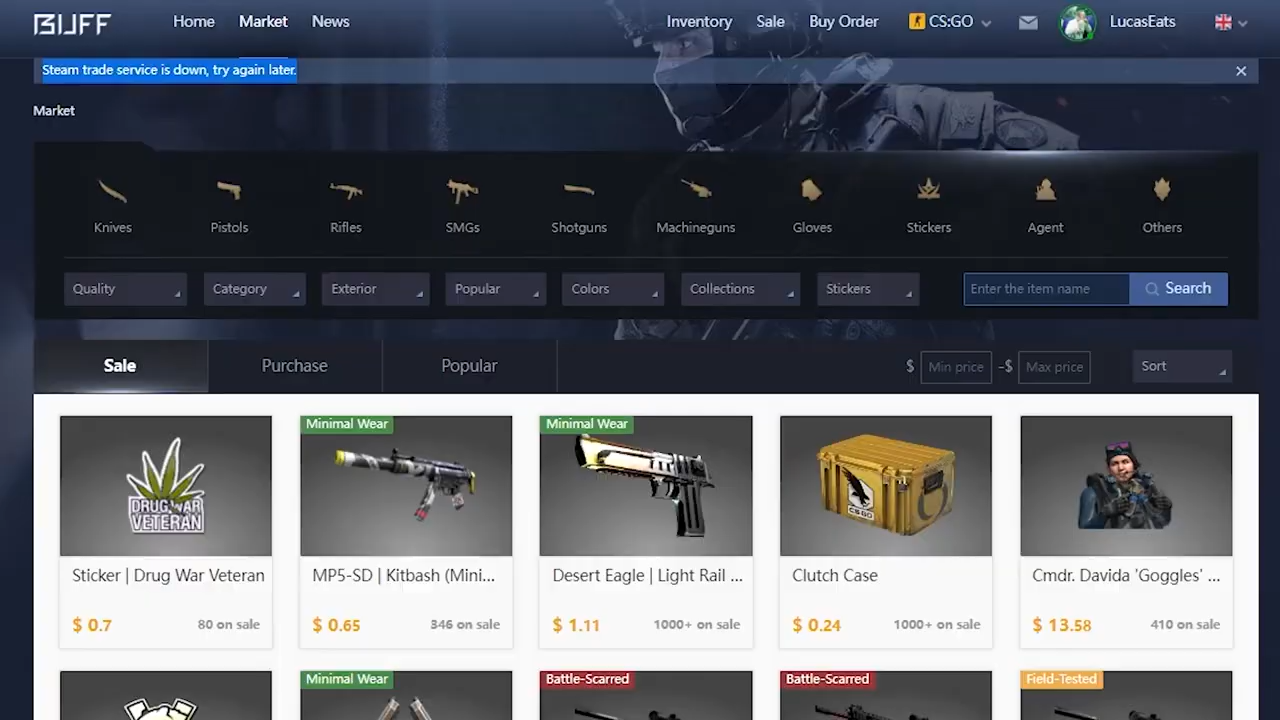 BUFF Home Market News Inventory Sale Buy Order CS:GO LucasEats
Steam trade service is down, try again later.
Market
Knives Pistols Rifles SMGs Shotguns Machineguns Gloves Stickers Agent Others
Quality Category Exterior Popular Colors Collections Stickers Enter the item name Search
Sale Purchase Popular $ Min price -$ Max price Sort
Minimal Wear Minimal Wear
DRUG WAR
VETERAN
CS:GO
Sticker | Drug War Veteran MP5-SD | Kitbash (Mini... Desert Eagle | Light Rail ... Clutch Case Cmdr. Davida 'Goggles' ...
$ 0.7 80 on sale $ 0.65 346 on sale $ 1.11 1000+ on sale $ 0.24 1000+ on sale $ 13.58 410 on sale
Minimal Wear Battle-Scarred Battle-Scarred Field-Tested